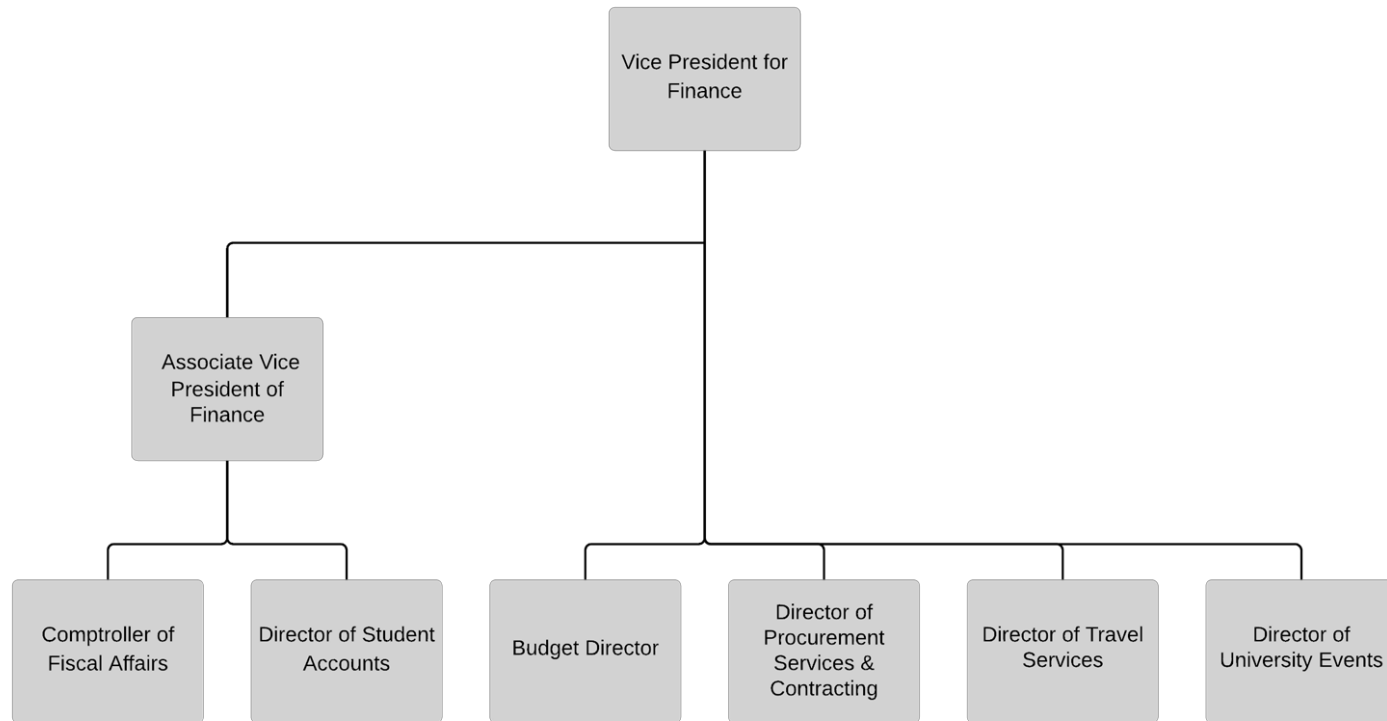 Vice President for
Finance
Associate Vice
President of
Finance
Comptroller of
Fiscal Affairs
Director of Student
Accounts
Budget Director
Director of
Procurement
Services &
Contracting
Director of Travel
Services
Director of
University Events